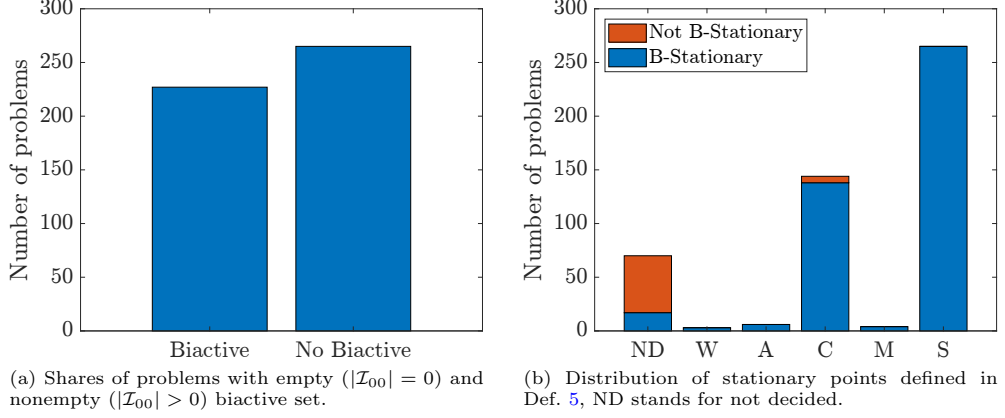 300
250
200
150
100
50
0
Number of problems
Biactive
No Biactive
(a) Shares of problems with empty (|I₀₀| = 0) and
nonempty (|I₀₀| > 0) biactive set.
300
250
200
150
100
50
0
Number of problems
Not B-Stationary
B-Stationary
ND
W
A
C
M
S
(b) Distribution of stationary points defined in
Def. 5, ND stands for not decided.